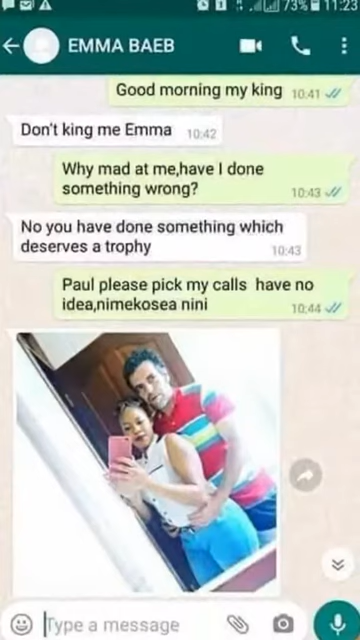 73% 11:23
EMMA BAEB
Good morning my king 10:41
Don't king me Emma 10:42
Why mad at me,have I done
something wrong? 10:43
No you have done something which
deserves a trophy 10:43
Paul please pick my calls have no
idea,nimekosea nini 10:44
Type a message